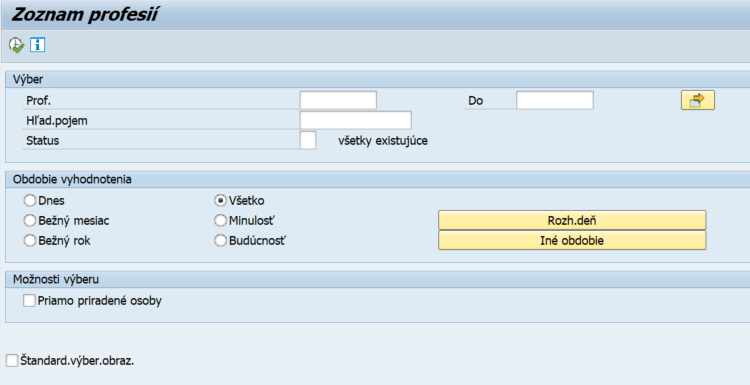 Zoznam profesií
Výber
Prof. Do
Hľad.pojem
Status všetky existujúce
Obdobie vyhodnotenia
Dnes Všetko
Bežný mesiac Minulosť Rozh.deň
Bežný rok Budúcnosť Iné obdobie
Možnosti výberu
Priamo priradené osoby
Štandard.výber.obraz.